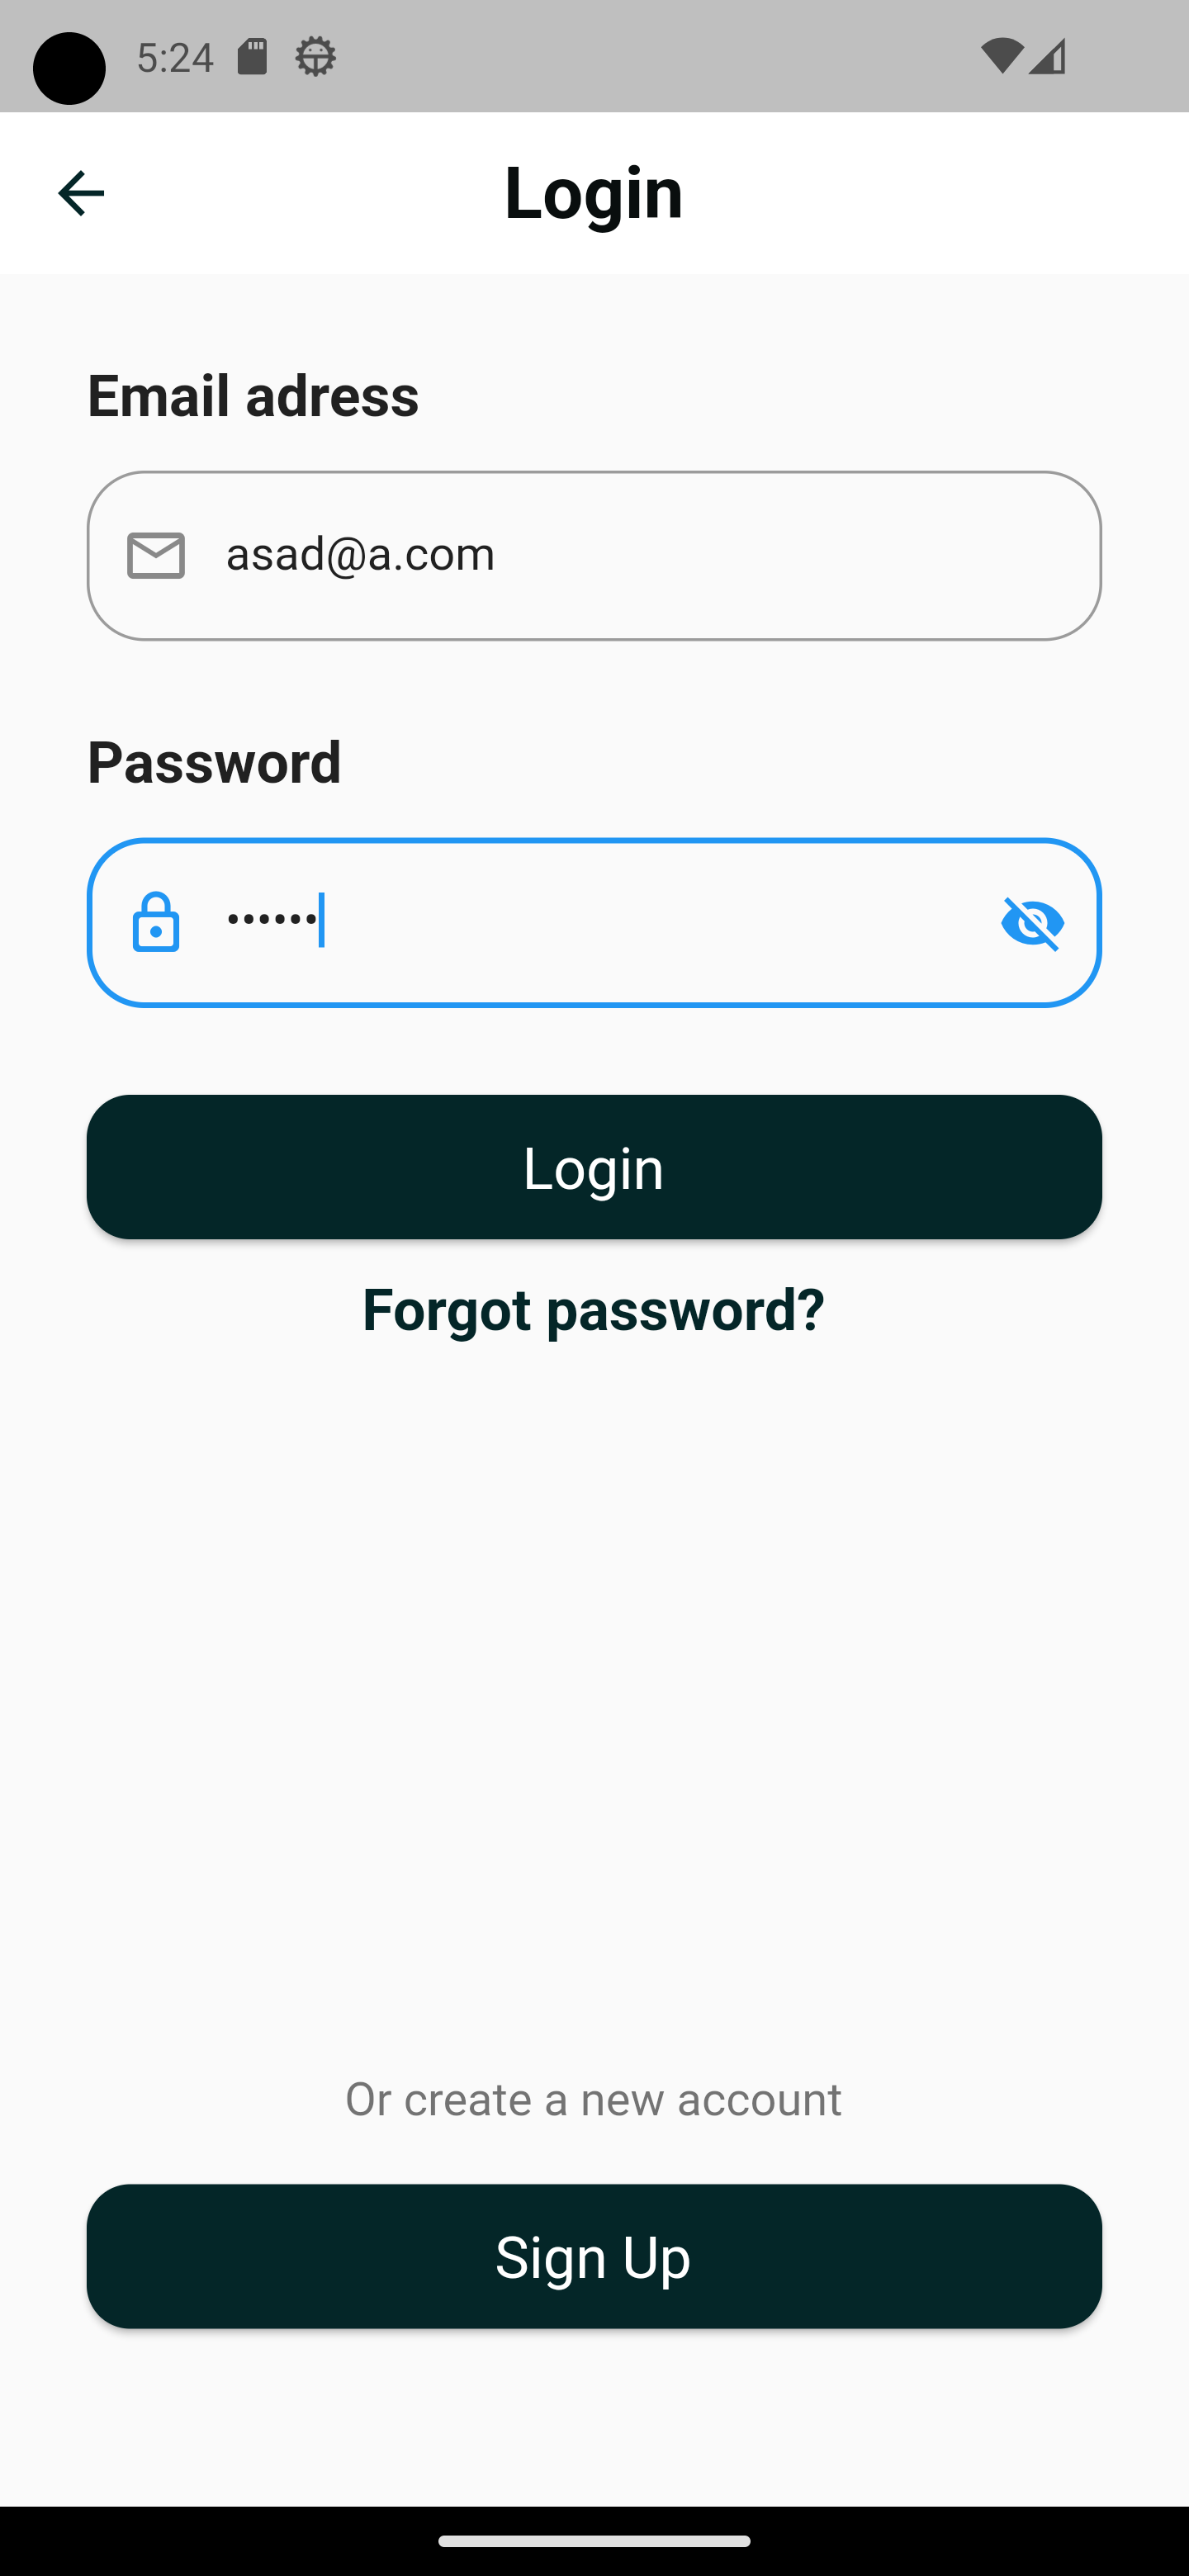 5:24
Login
Email adress
asad@a.com
Password
••••••
Login
Forgot password?
Or create a new account
Sign Up